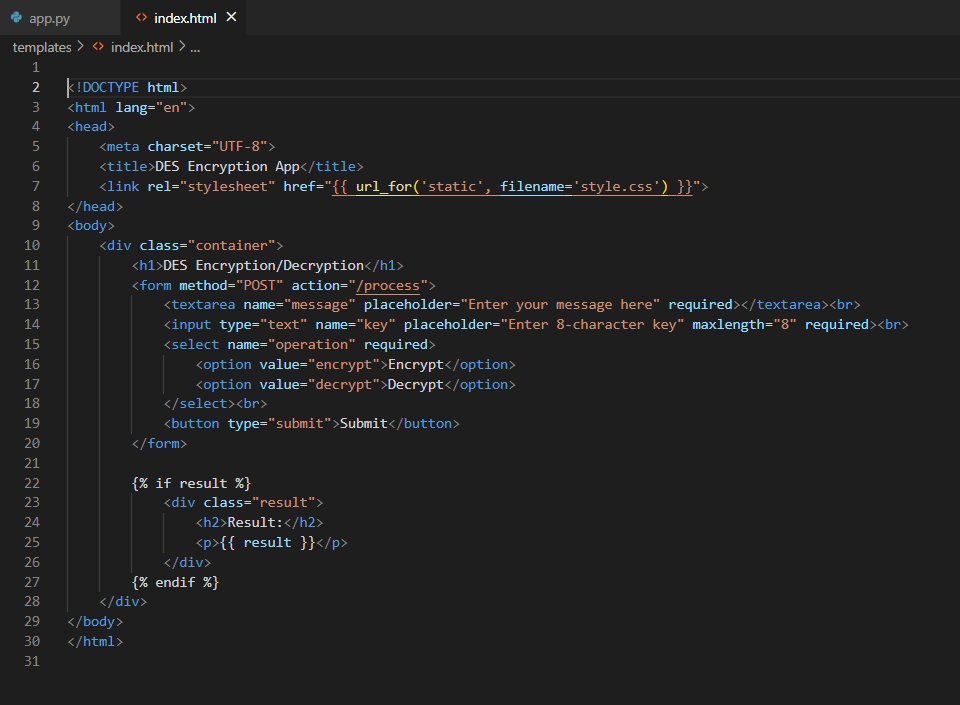 app.py index.html
templates > index.html > ...
1
2 <!DOCTYPE html>
3 <html lang="en">
4 <head>
5     <meta charset="UTF-8">
6     <title>DES Encryption App</title>
7     <link rel="stylesheet" href="{{ url_for('static', filename='style.css') }}">
8 </head>
9 <body>
10     <div class="container">
11         <h1>DES Encryption/Decryption</h1>
12         <form method="POST" action="/process">
13             <textarea name="message" placeholder="Enter your message here" required></textarea><br>
14             <input type="text" name="key" placeholder="Enter 8-character key" maxlength="8" required><br>
15             <select name="operation" required>
16                 <option value="encrypt">Encrypt</option>
17                 <option value="decrypt">Decrypt</option>
18             </select><br>
19             <button type="submit">Submit</button>
20         </form>
21
22         {% if result %}
23             <div class="result">
24                 <h2>Result:</h2>
25                 <p>{{ result }}</p>
26             </div>
27         {% endif %}
28     </div>
29 </body>
30 </html>
31